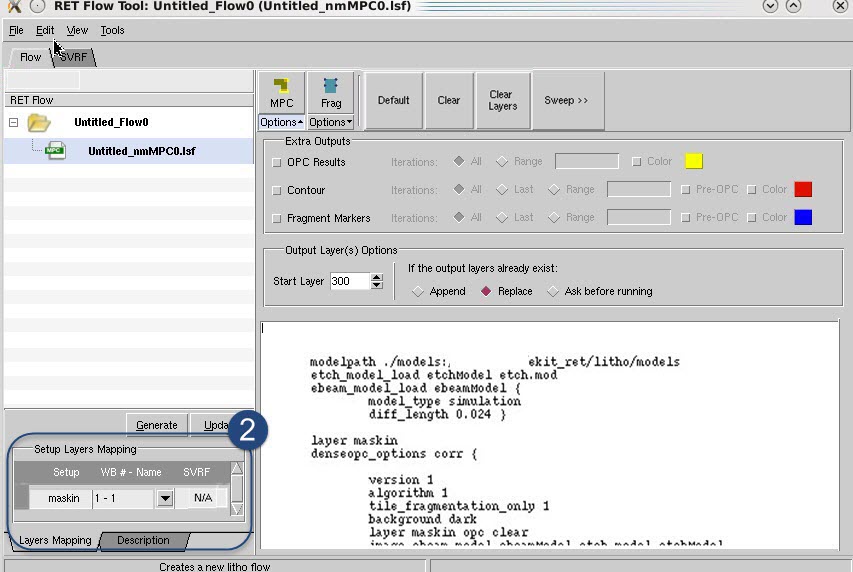 RET Flow Tool: Untitled_Flow0 (Untitled_nmMPC0.lsf)
File Edit View Tools
Flow SVRF
RET Flow
Untitled_Flow0
MPC Untitled_nmMPC0.lsf
MPC Frag Default Clear Clear Layers Sweep >>
Options Options
Extra Outputs
OPC Results Iterations: All Range Color
Contour Iterations: All Last Range Pre-OPC Color
Fragment Markers Iterations: All Last Range Pre-OPC Color
Output Layer(s) Options
Start Layer 300 If the output layers already exist:
Append Replace Ask before running
modelpath ./models:, ekit_ret/litho/models
etch_model_load etchModel etch.mod
ebeam_model_load ebeamModel {
model_type simulation
diff_length 0.024 }
layer maskin
denseopc_options corr {
version 1
algorithm 1
tile_fragmentation_only 1
background dark
layer maskin opc clear
image ebeam_model ebeamModel etch_model etchModel
Generate
2
Setup Layers Mapping
Setup WB # - Name SVRF
maskin 1 - 1 N/A
Layers Mapping Description
Creates a new litho flow